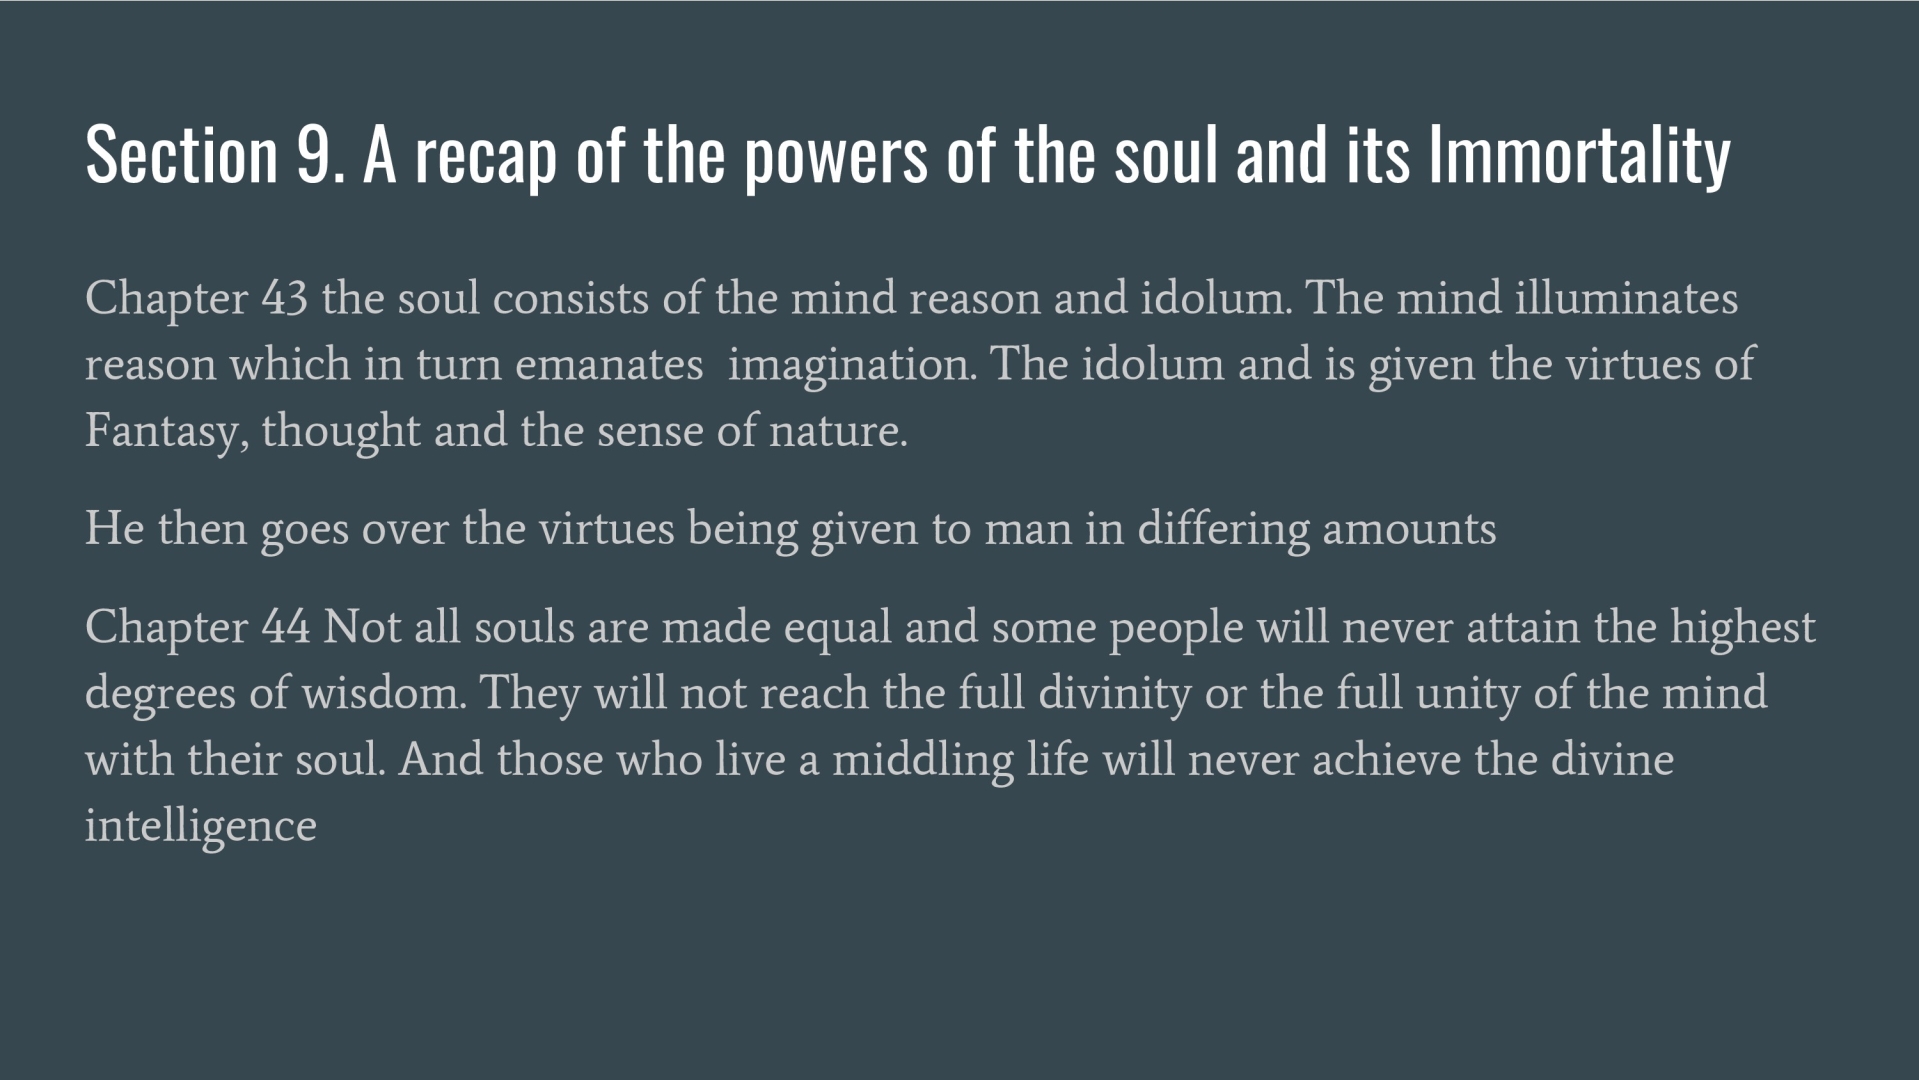 Section 9. A recap of the powers of the soul and its Immortality
Chapter 43 the soul consists of the mind reason and idolum. The mind illuminates
reason which in turn emanates  imagination. The idolum and is given the virtues of
Fantasy, thought and the sense of nature.
He then goes over the virtues being given to man in differing amounts
Chapter 44 Not all souls are made equal and some people will never attain the highest
degrees of wisdom. They will not reach the full divinity or the full unity of the mind
with their soul. And those who live a middling life will never achieve the divine
intelligence